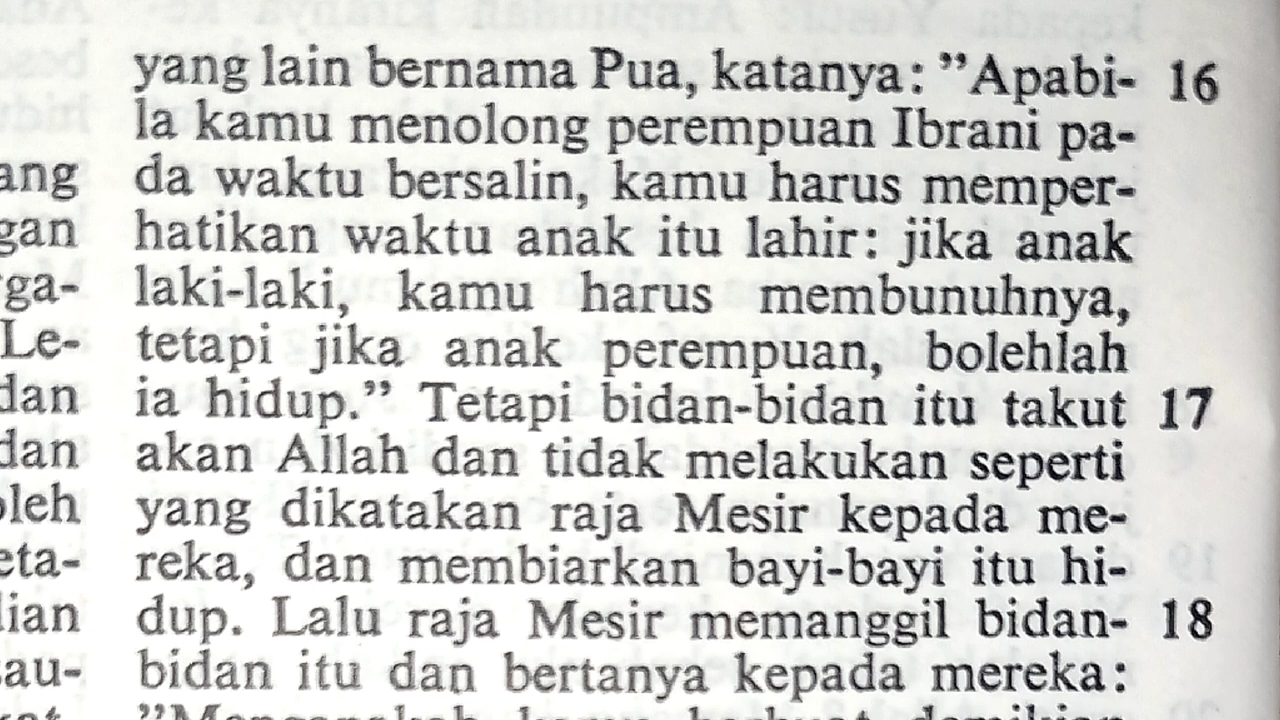 yang lain bernama Pua, katanya: ”Apabi- 16
la kamu menolong perempuan Ibrani pa-
da waktu bersalin, kamu harus memper-
hatikan waktu anak itu lahir: jika anak
laki-laki, kamu harus membunuhnya,
tetapi jika anak perempuan, bolehlah
ia hidup.” Tetapi bidan-bidan itu takut 17
akan Allah dan tidak melakukan seperti
yang dikatakan raja Mesir kepada me-
reka, dan membiarkan bayi-bayi itu hi-
dup. Lalu raja Mesir memanggil bidan- 18
bidan itu dan bertanya kepada mereka: